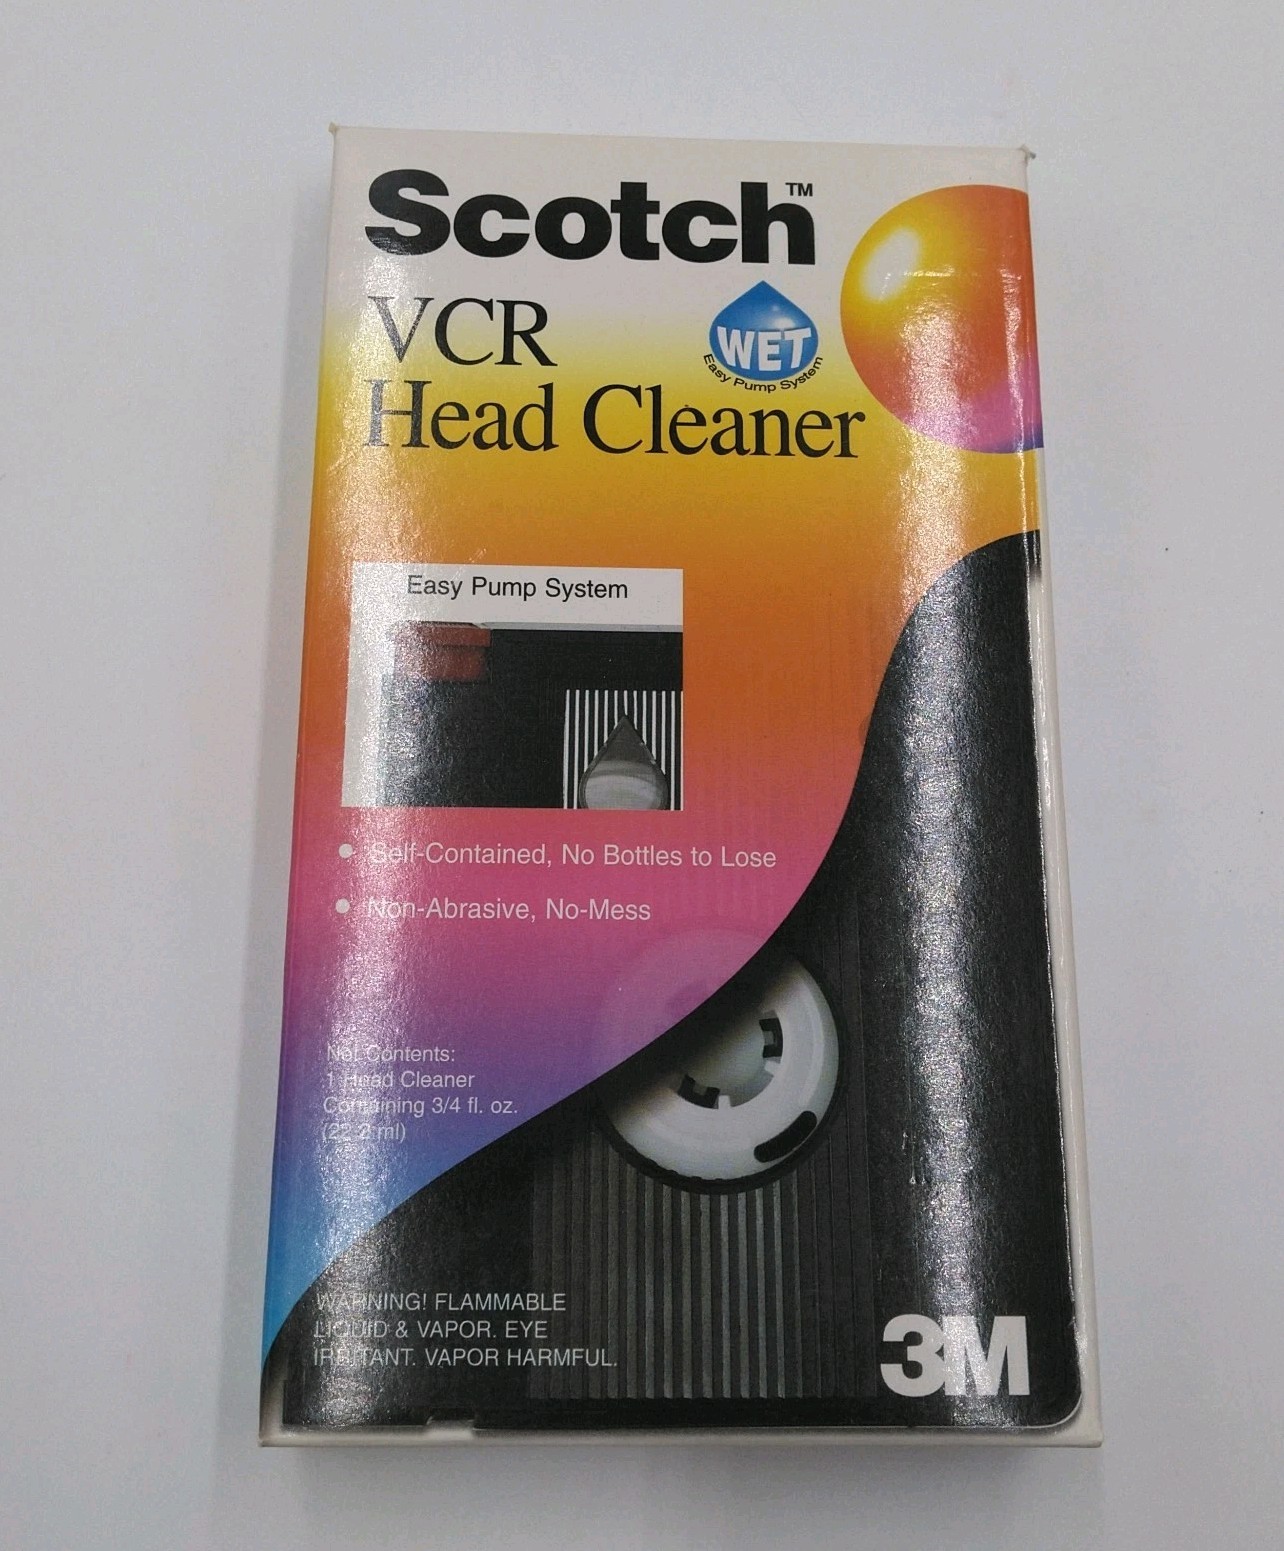 Scotch™
VCR
Head Cleaner
WET
Easy Pump System
Easy Pump System
• Self-Contained, No Bottles to Lose
• Non-Abrasive, No-Mess
Net Contents:
1 Head Cleaner
Containing 3/4 fl. oz.
(22.2 ml)
WARNING! FLAMMABLE
LIQUID & VAPOR. EYE
IRRITANT. VAPOR HARMFUL.
3M